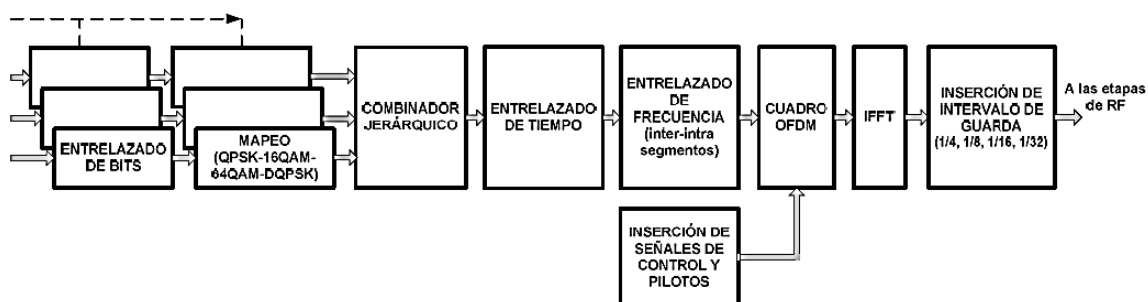 ENTRELAZADO
DE BITS
MAPEO
(QPSK-16QAM-
64QAM-DQPSK)
COMBINADOR
JERÁRQUICO
ENTRELAZADO
DE TIEMPO
ENTRELAZADO
DE
FRECUENCIA
(inter-intra
segmentos)
CUADRO
OFDM
IFFT
INSERCIÓN DE
INTERVALO DE
GUARDA
(1/4, 1/8, 1/16, 1/32)
A las etapas
de RF
INSERCIÓN DE
SEÑALES DE
CONTROL Y
PILOTOS